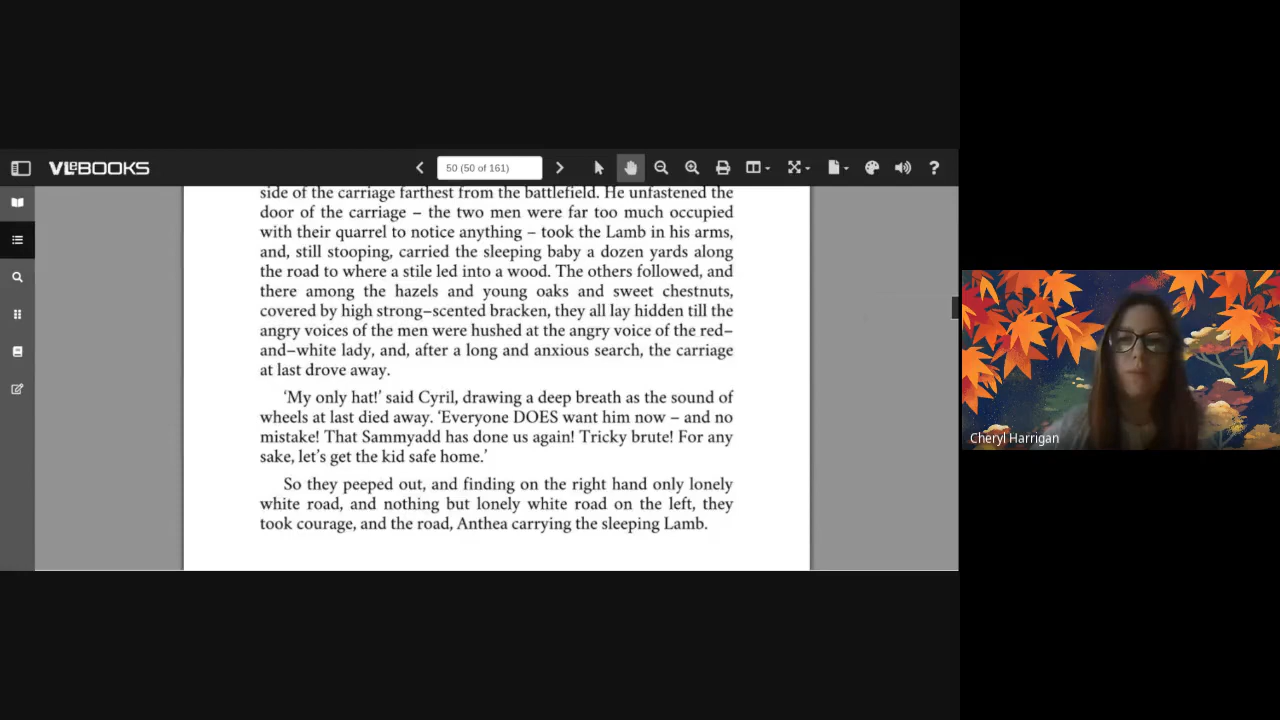 VLeBOOKS
50 (50 of 161)
side of the carriage farthest from the battlefield. He unfastened the
door of the carriage – the two men were far too much occupied
with their quarrel to notice anything – took the Lamb in his arms,
and, still stooping, carried the sleeping baby a dozen yards along
the road to where a stile led into a wood. The others followed, and
there among the hazels and young oaks and sweet chestnuts,
covered by high strong–scented bracken, they all lay hidden till the
angry voices of the men were hushed at the angry voice of the red–
and–white lady, and, after a long and anxious search, the carriage
at last drove away.
‘My only hat!’ said Cyril, drawing a deep breath as the sound of
wheels at last died away. ‘Everyone DOES want him now – and no
mistake! That Sammyadd has done us again! Tricky brute! For any
sake, let’s get the kid safe home.’
So they peeped out, and finding on the right hand only lonely
white road, and nothing but lonely white road on the left, they
took courage, and the road, Anthea carrying the sleeping Lamb.
Cheryl Harrigan